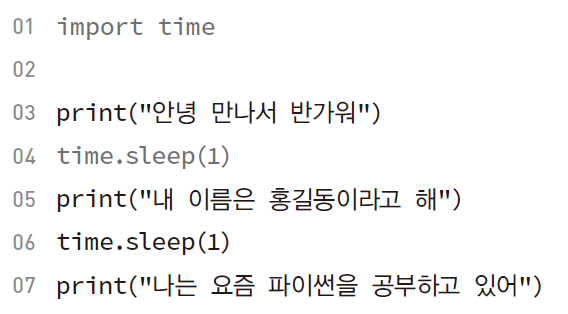 01 import time
02
03 print("안녕 만나서 반가워")
04 time.sleep(1)
05 print("내 이름은 홍길동이라고 해")
06 time.sleep(1)
07 print("나는 요즘 파이썬을 공부하고 있어")